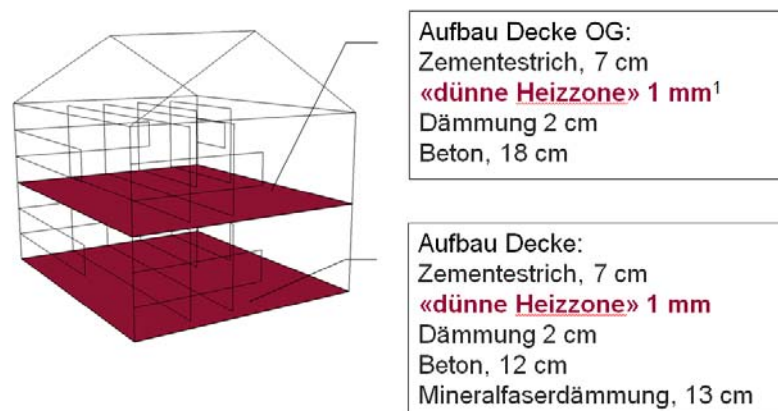 Aufbau Decke OG:
Zementestrich, 7 cm
«dünne Heizzone» 1 mm¹
Dämmung 2 cm
Beton, 18 cm
Aufbau Decke:
Zementestrich, 7 cm
«dünne Heizzone» 1 mm
Dämmung 2 cm
Beton, 12 cm
Mineralfaserdämmung, 13 cm